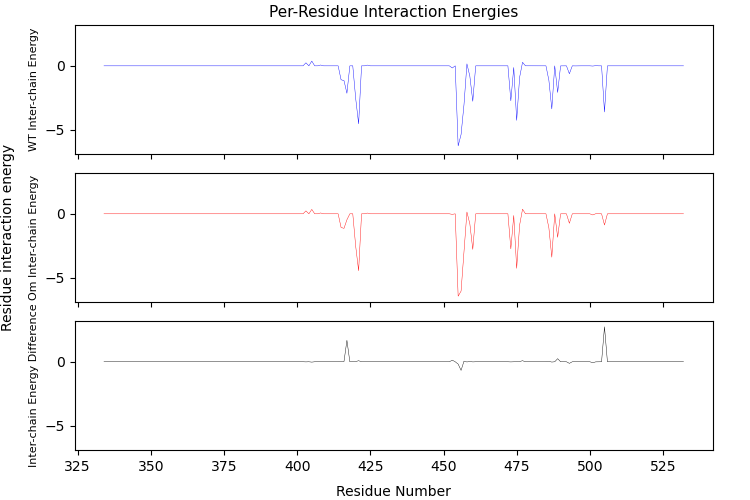 Per-Residue Interaction Energies
WT Inter-chain Energy
0
−5
Om Inter-chain Energy
0
−5
Residue interaction energy
Inter-chain Energy Difference
0
−5
325 350 375 400 425 450 475 500 525
Residue Number